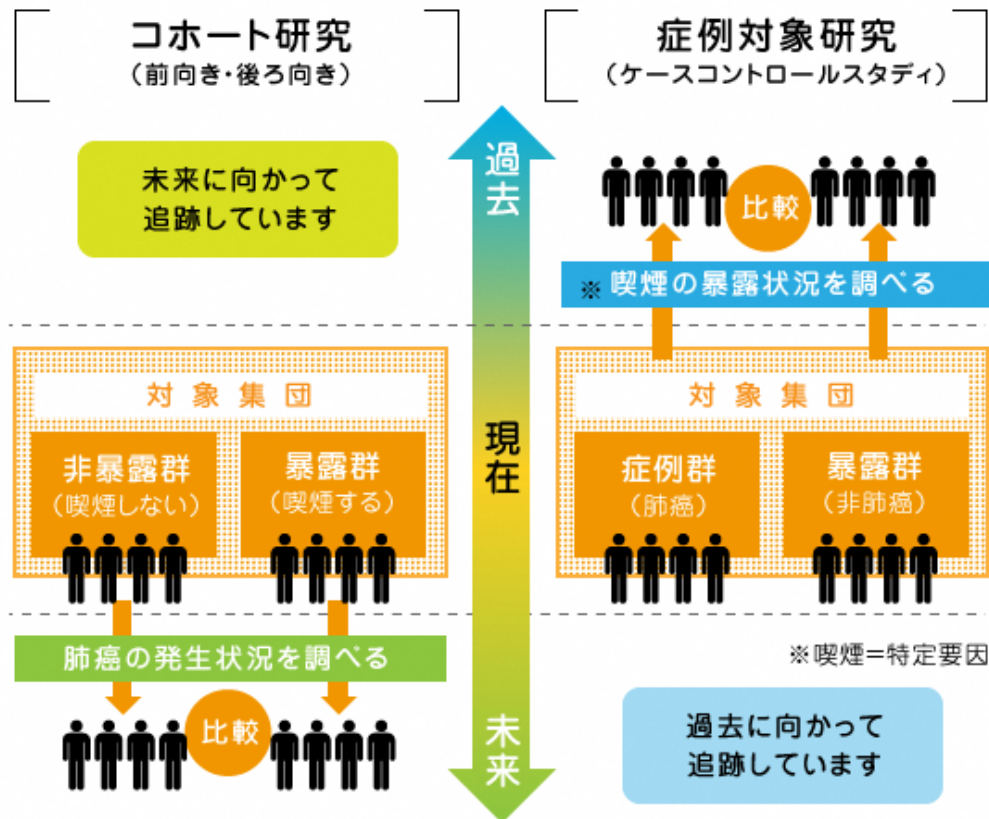 コホート研究
（前向き・後ろ向き）
未来に向かって
追跡しています
対象集団
非暴露群
（喫煙しない）
暴露群
（喫煙する）
肺癌の発生状況を調べる
比較
過去
現在
未来
症例対象研究
（ケースコントロールスタディ）
比較
※ 喫煙の暴露状況を調べる
対象集団
症例群
（肺癌）
暴露群
（非肺癌）
※喫煙=特定要因
過去に向かって
追跡しています